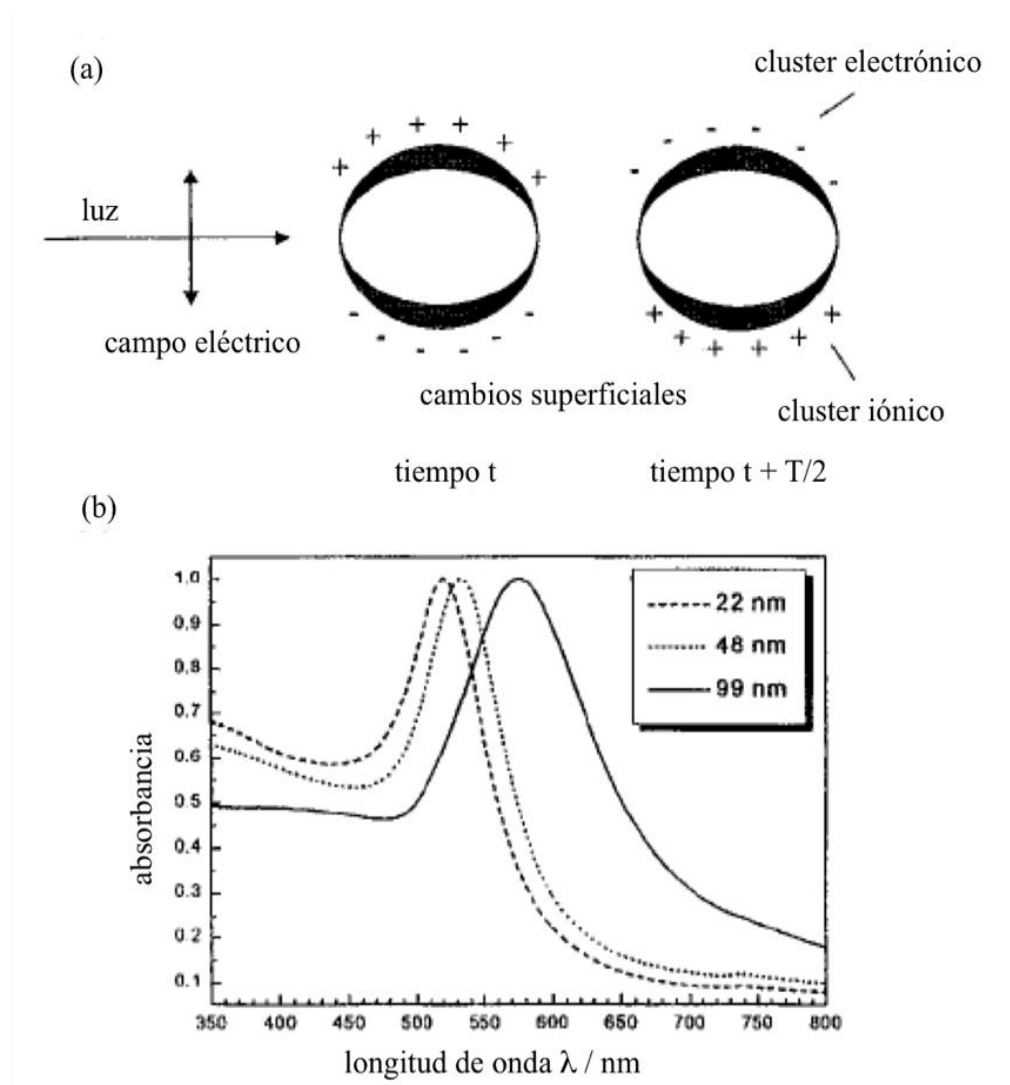 (a)
cluster electrónico
+ + + + + +
- - - - - -
luz
campo eléctrico
- - - - - -
+ + + + + +
cambios superficiales
cluster iónico
tiempo t
tiempo t + T/2
(b)
absorbancia
1.0
0.9
0.8
0.7
0.6
0.5
0.4
0.3
0.2
0.1
22 nm
48 nm
99 nm
350 400 450 500 550 600 650 700 750 800
longitud de onda λ / nm